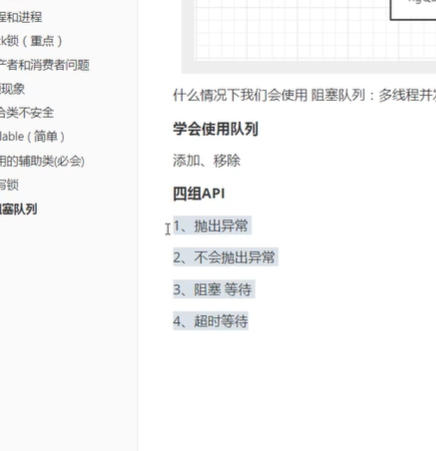 程和进程
ck锁（重点）
产者和消费者问题
现象
合类不安全
lable（简单）
用的辅助类(必会)
写锁
塞队列
什么情况下我们会使用 阻塞队列：多线程并
学会使用队列
添加、移除
四组API
1、抛出异常
2、不会抛出异常
3、阻塞 等待
4、超时等待